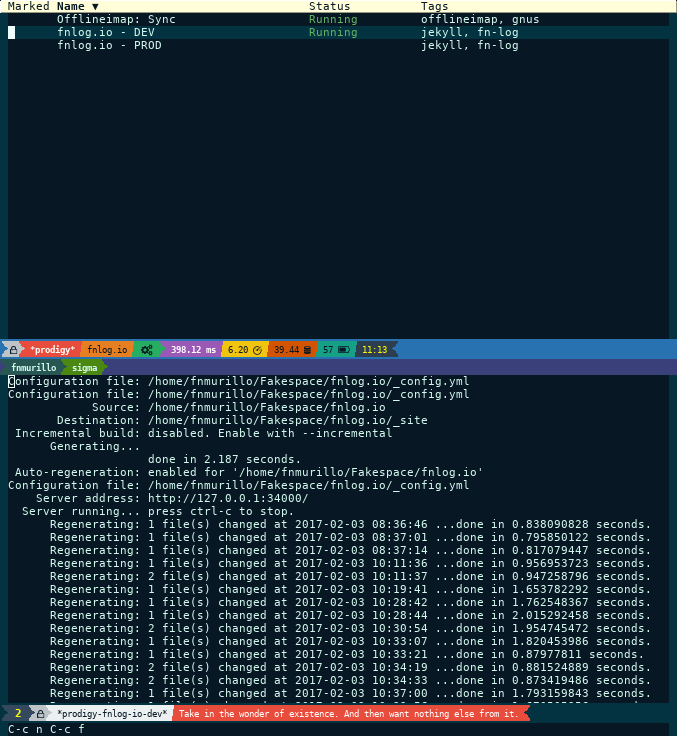 Marked Name ▼ Status Tags
Offlineimap: Sync Running offlineimap, gnus
fnlog.io - DEV Running jekyll, fn-log
fnlog.io - PROD jekyll, fn-log
*prodigy* fnlog.io 398.12 ms 6.20 39.44 57 11:13
fnmurillo sigma
Configuration file: /home/fnmurillo/Fakespace/fnlog.io/_config.yml
Configuration file: /home/fnmurillo/Fakespace/fnlog.io/_config.yml
Source: /home/fnmurillo/Fakespace/fnlog.io
Destination: /home/fnmurillo/Fakespace/fnlog.io/_site
Incremental build: disabled. Enable with --incremental
Generating...
done in 2.187 seconds.
Auto-regeneration: enabled for '/home/fnmurillo/Fakespace/fnlog.io'
Configuration file: /home/fnmurillo/Fakespace/fnlog.io/_config.yml
Server address: http://127.0.0.1:34000/
Server running... press ctrl-c to stop.
Regenerating: 1 file(s) changed at 2017-02-03 08:36:46 ...done in 0.838090828 seconds.
Regenerating: 1 file(s) changed at 2017-02-03 08:37:01 ...done in 0.795850122 seconds.
Regenerating: 1 file(s) changed at 2017-02-03 08:37:14 ...done in 0.817079447 seconds.
Regenerating: 1 file(s) changed at 2017-02-03 10:11:36 ...done in 0.956953723 seconds.
Regenerating: 2 file(s) changed at 2017-02-03 10:11:37 ...done in 0.947258796 seconds.
Regenerating: 1 file(s) changed at 2017-02-03 10:19:41 ...done in 1.653782292 seconds.
Regenerating: 1 file(s) changed at 2017-02-03 10:28:42 ...done in 1.762548367 seconds.
Regenerating: 1 file(s) changed at 2017-02-03 10:28:44 ...done in 2.015292458 seconds.
Regenerating: 2 file(s) changed at 2017-02-03 10:30:54 ...done in 1.954745472 seconds.
Regenerating: 1 file(s) changed at 2017-02-03 10:33:07 ...done in 1.820453986 seconds.
Regenerating: 1 file(s) changed at 2017-02-03 10:33:21 ...done in 0.87977811 seconds.
Regenerating: 2 file(s) changed at 2017-02-03 10:34:19 ...done in 0.881524889 seconds.
Regenerating: 2 file(s) changed at 2017-02-03 10:34:33 ...done in 0.873419486 seconds.
Regenerating: 1 file(s) changed at 2017-02-03 10:37:00 ...done in 1.793159843 seconds.
2 *prodigy-fnlog-io-dev* Take in the wonder of existence. And then want nothing else from it.
C-c n C-c f